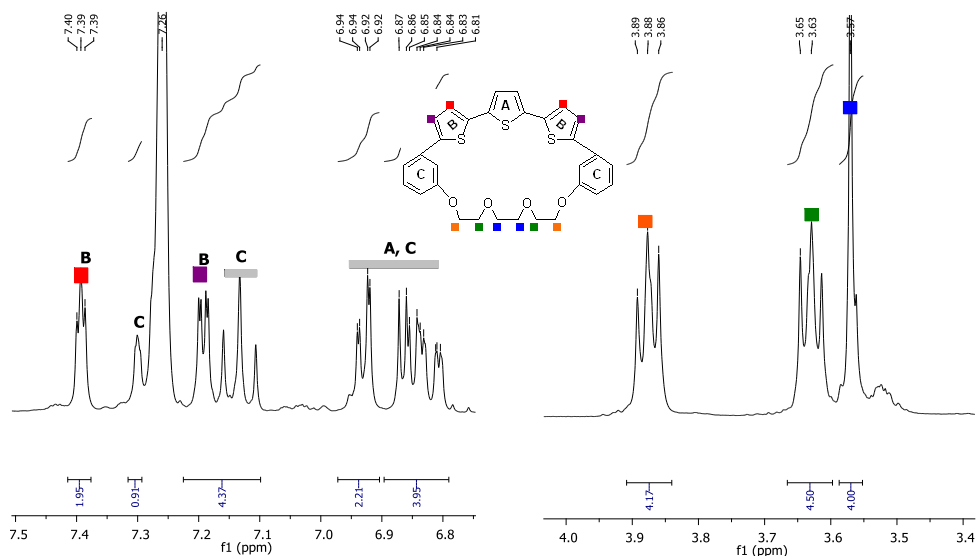 7.40 7.39 7.39 7.26 6.94 6.94 6.92 6.92 6.87 6.86 6.85 6.84 6.84 6.83 6.81 3.89 3.88 3.86 3.65 3.63 3.57
A
B S B
S S
C C
O O O O
B C B C A, C
1.95 0.91 4.37 2.21 3.95 4.17 4.50 4.00
7.5 7.4 7.3 7.2 7.1 7.0 6.9 6.8 4.0 3.9 3.8 3.7 3.6 3.5 3.4
f1 (ppm) f1 (ppm)